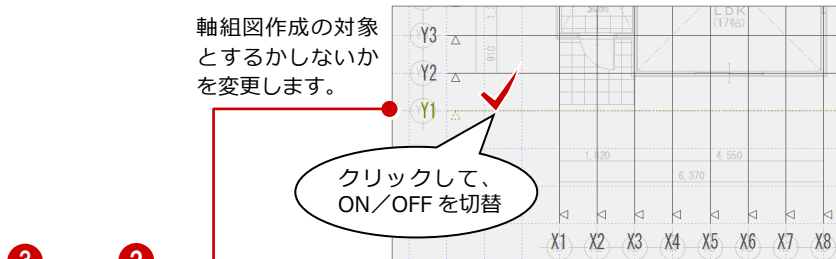 軸組図作成の対象
とするかしないか
を変更します。
LDK
(17帖)
Y3
910
Y2
Y1
1,820
4,550
6,370
クリックして、
ON／OFF を切替
X1 X2 X3 X4 X5 X6 X7 X8
3 2